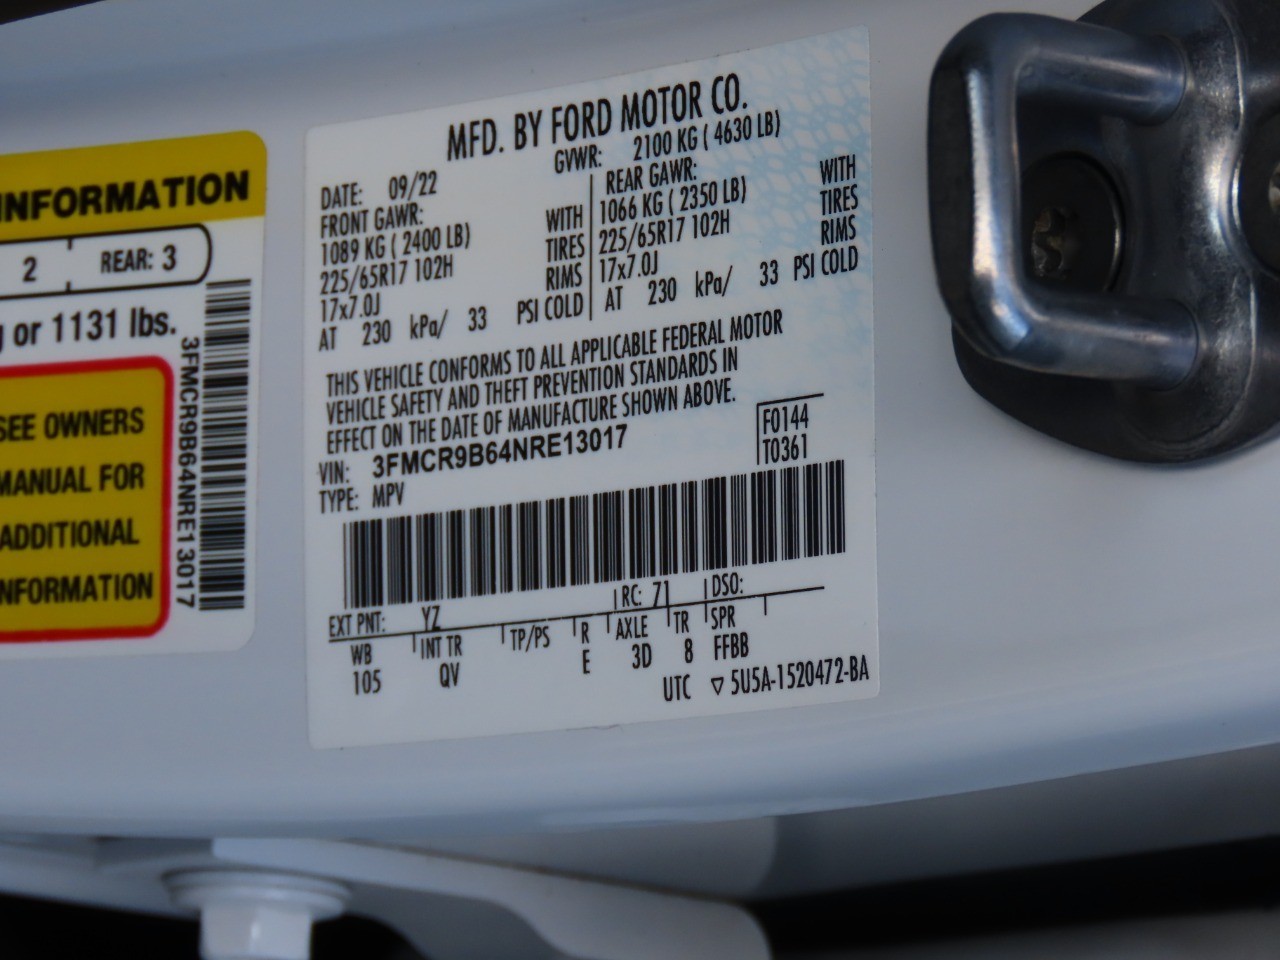 INFORMATION
2 REAR: 3
or 1131 lbs.
SEE OWNERS
MANUAL FOR
ADDITIONAL
INFORMATION
3FMCR9B64NRE13017
MFD. BY FORD MOTOR CO.
DATE: 09/22 GVWR: 2100 KG ( 4630 LB)
FRONT GAWR: REAR GAWR:
1089 KG ( 2400 LB) WITH 1066 KG ( 2350 LB) WITH
225/65R17 102H TIRES 225/65R17 102H TIRES
17x7.0J RIMS 17x7.0J RIMS
AT 230 kPa/ 33 PSI COLD AT 230 kPa/ 33 PSI COLD
THIS VEHICLE CONFORMS TO ALL APPLICABLE FEDERAL MOTOR
VEHICLE SAFETY AND THEFT PREVENTION STANDARDS IN
EFFECT ON THE DATE OF MANUFACTURE SHOWN ABOVE.
VIN: 3FMCR9B64NRE13017 F0144
TYPE: MPV T0361
EXT PNT: YZ RC: 71 DSO:
WB INT TR TP/PS R AXLE TR SPR
105 QV E 3D 8 FFBB
UTC ▽ 5U5A-1520472-BA